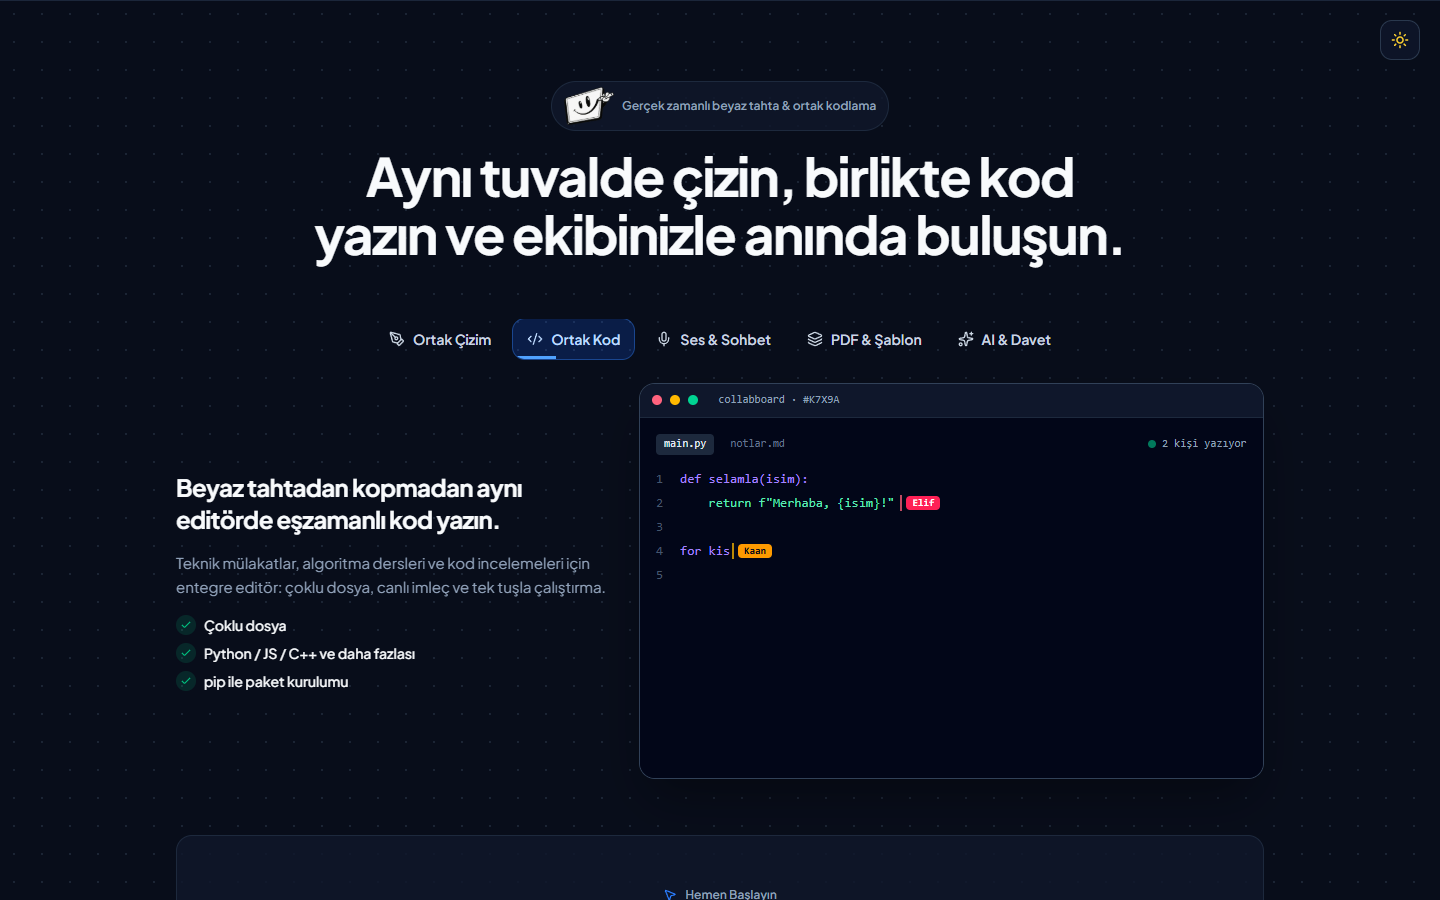 Gerçek zamanlı beyaz tahta & ortak kodlama
Aynı tuvalde çizin, birlikte kod
yazın ve ekibinizle anında buluşun.
Ortak Çizim
Ortak Kod
Ses & Sohbet
PDF & Şablon
AI & Davet
Beyaz tahtadan kopmadan aynı
editörde eşzamanlı kod yazın.
Teknik mülakatlar, algoritma dersleri ve kod incelemeleri için
entegre editör: çoklu dosya, canlı imleç ve tek tuşla çalıştırma.
Çoklu dosya
Python / JS / C++ ve daha fazlası
pip ile paket kurulumu
collabboard · #K7X9A
main.py notlar.md 2 kişi yazıyor
1 def selamla(isim):
2 return f"Merhaba, {isim}!" Elif
3
4 for kis Kaan
5
Hemen Başlayın